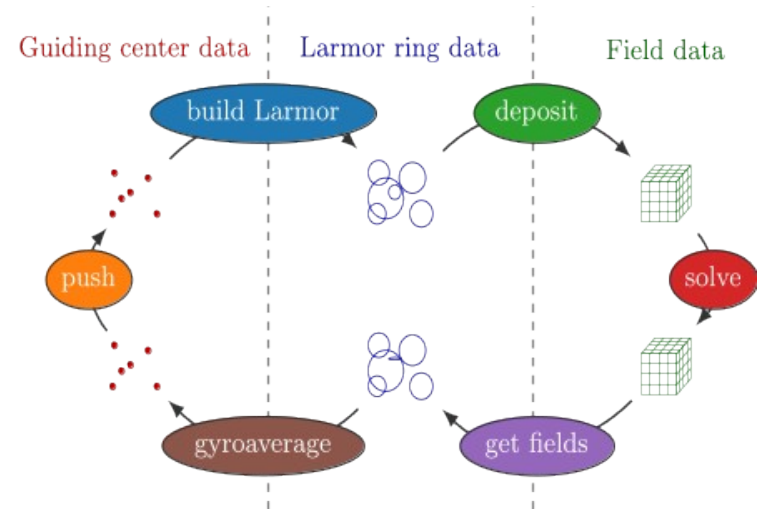 Guiding center data
Larmor ring data
Field data
build Larmor
deposit
push
solve
gyroaverage
get fields